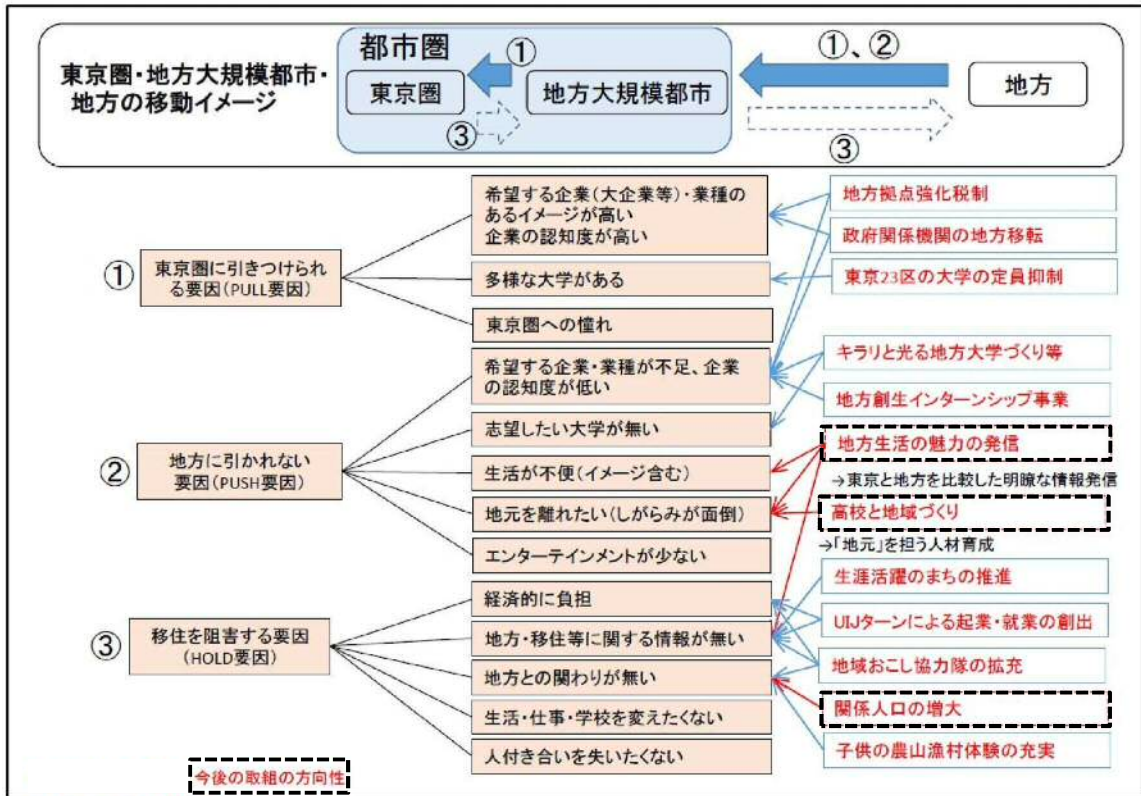 東京圏・地方大規模都市・
地方の移動イメージ
都市圏
①
東京圏
地方大規模都市
③
①、②
地方
③
①
東京圏に引きつけられ
る要因(PULL要因)
希望する企業(大企業等)・業種の
あるイメージが高い
企業の認知度が高い
多様な大学がある
東京圏への憧れ
②
地方に引かれない
要因(PUSH要因)
希望する企業・業種が不足、企業
の認知度が低い
志望したい大学が無い
生活が不便(イメージ含む)
地元を離れたい(しがらみが面倒)
エンターテインメントが少ない
③
移住を阻害する要因
(HOLD要因)
経済的に負担
地方・移住等に関する情報が無い
地方との関わりが無い
生活・仕事・学校を変えたくない
人付き合いを失いたくない
地方拠点強化税制
政府関係機関の地方移転
東京23区の大学の定員抑制
キラリと光る地方大学づくり等
地方創生インターンシップ事業
地方生活の魅力の発信
→東京と地方を比較した明瞭な情報発信
高校と地域づくり
→「地元」を担う人材育成
生涯活躍のまちの推進
UIJターンによる起業・就業の創出
地域おこし協力隊の拡充
関係人口の増大
子供の農山漁村体験の充実
今後の取組の方向性